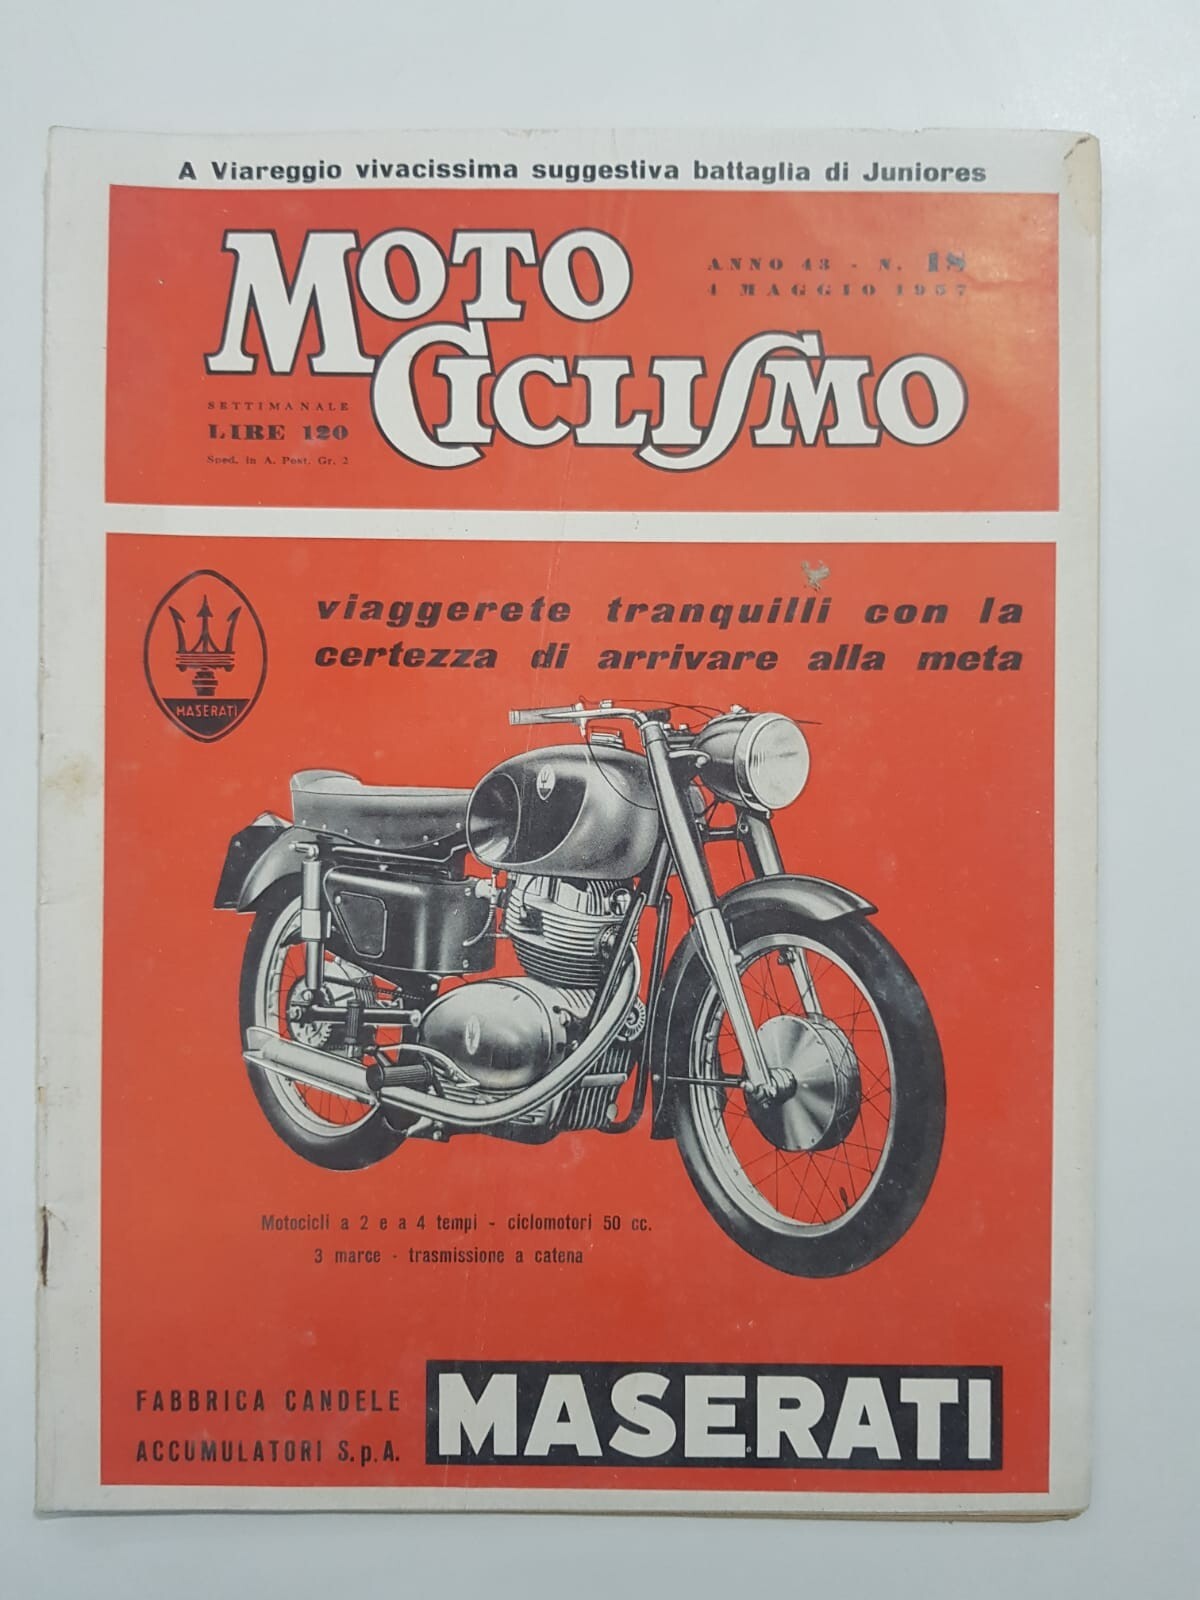 A Viareggio vivacissima suggestiva battaglia di Juniores
MOTO
CICLISMO
ANNO 43 - N. 18
4 MAGGIO 1957
SETTIMANALE
LIRE 120
Sped. in A. Post. Gr. 2
MASERATI
viaggerete tranquilli con la
certezza di arrivare alla meta
Motocicli a 2 e a 4 tempi - ciclomotori 50 cc.
3 marce - trasmissione a catena
FABBRICA CANDELE
ACCUMULATORI S.p.A.
MASERATI